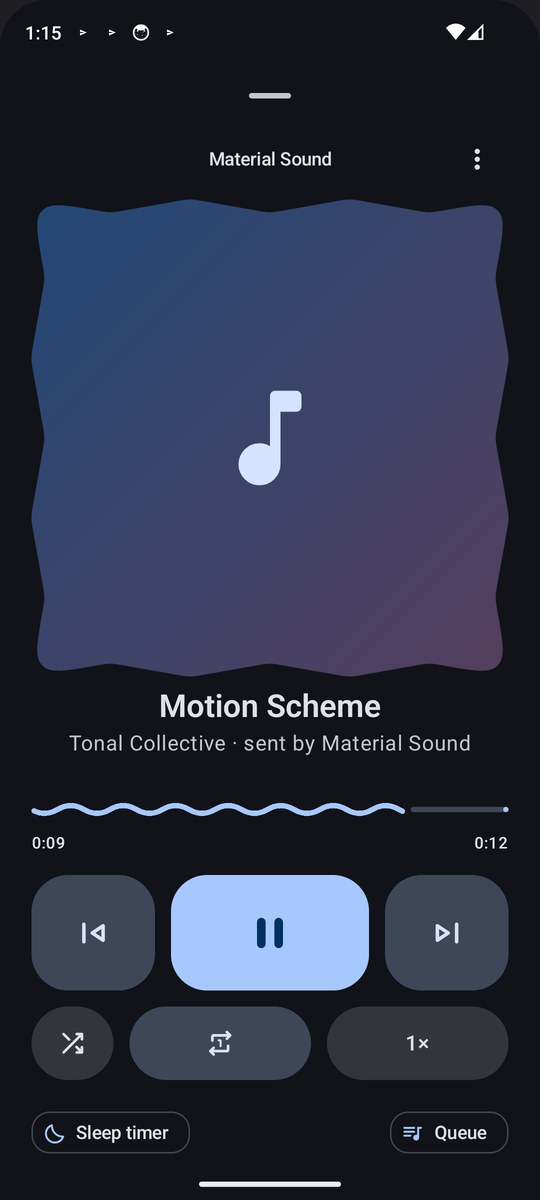 1:15
Material Sound
Motion Scheme
Tonal Collective · sent by Material Sound
0:09
0:12
1
1×
Sleep timer
Queue